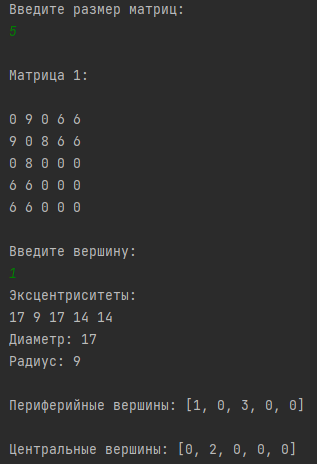 Введите размер матриц:
5
Матрица 1:
0 9 0 6 6
9 0 8 6 6
0 8 0 0 0
6 6 0 0 0
6 6 0 0 0
Введите вершину:
1
Эксцентриситеты:
17 9 17 14 14
Диаметр: 17
Радиус: 9
Периферийные вершины: [1, 0, 3, 0, 0]
Центральные вершины: [0, 2, 0, 0, 0]